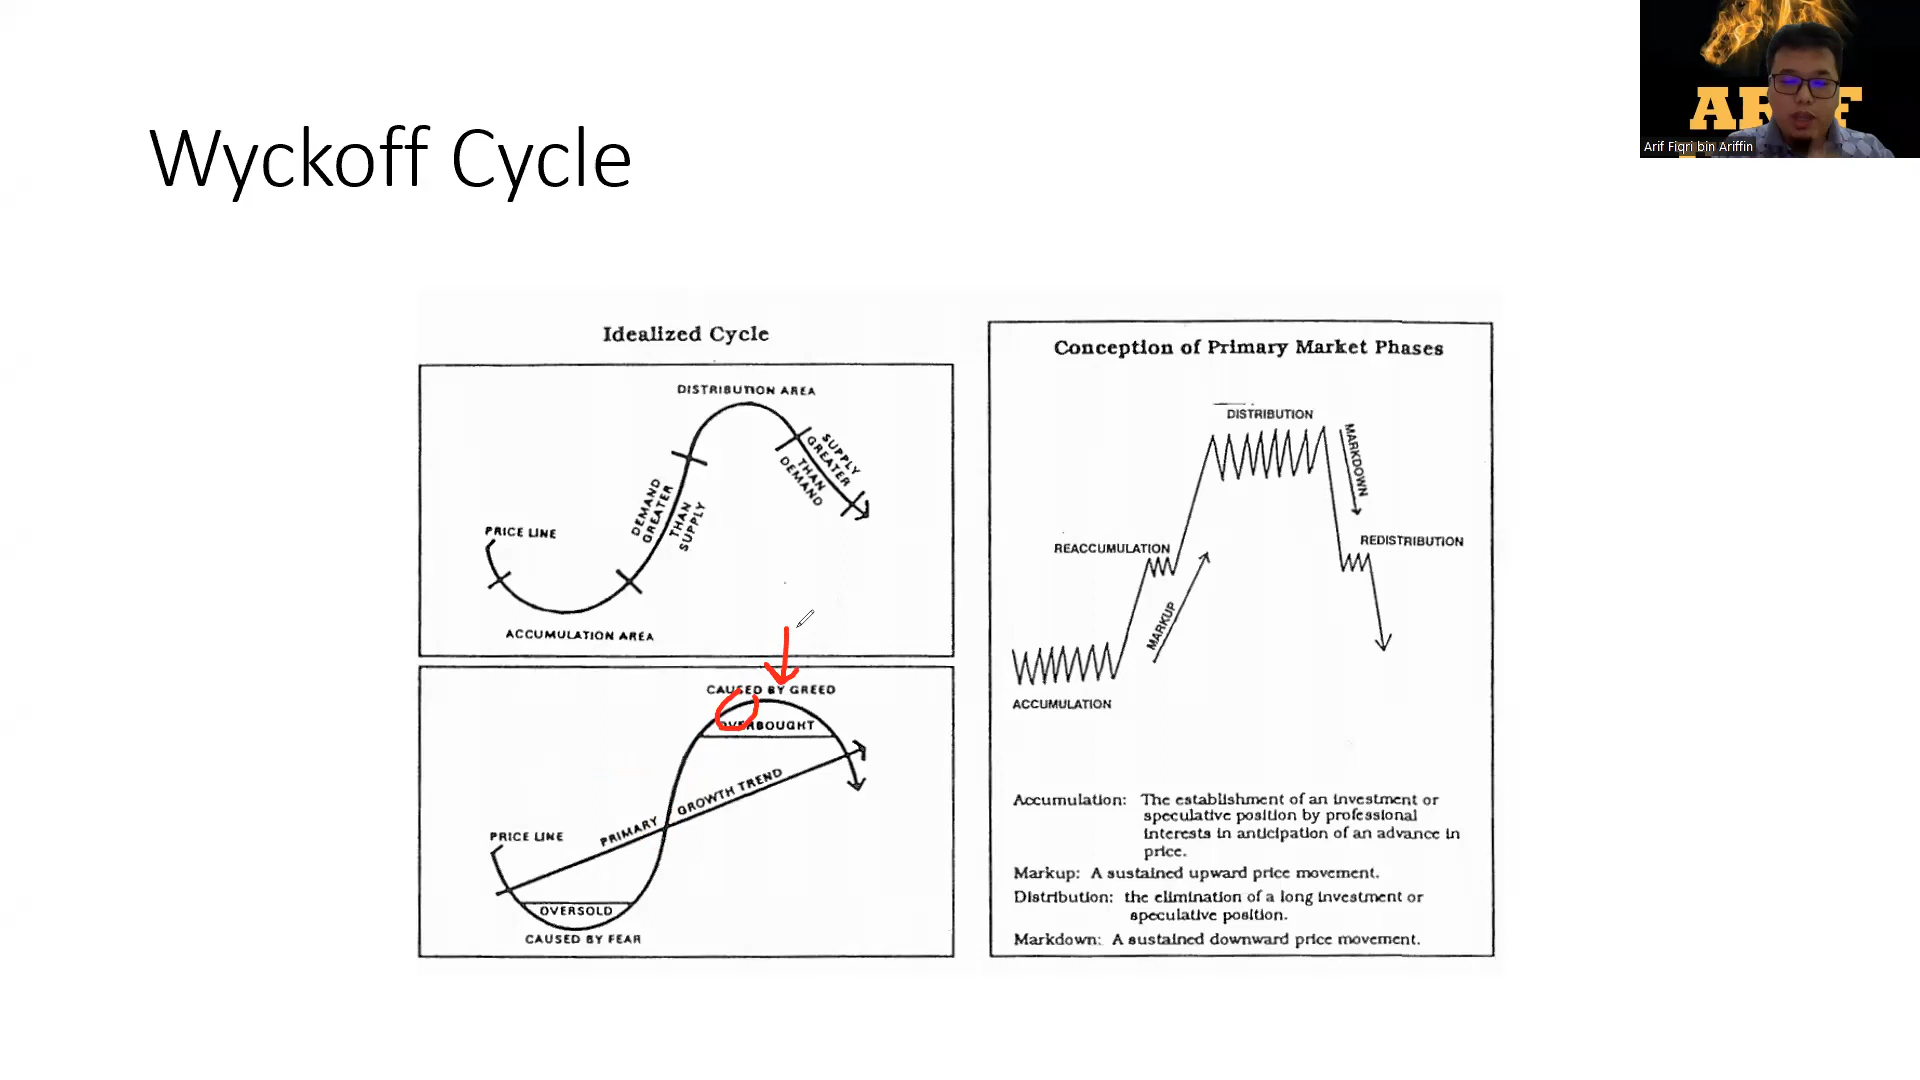 Wyckoff Cycle
Arif Fiqri bin Ariffin
Idealized Cycle
DISTRIBUTION AREA
SUPPLY
GREATER
THAN
DEMAND
DEMAND
GREATER
THAN
SUPPLY
PRICE LINE
ACCUMULATION AREA
CAUSED BY GREED
OVERBOUGHT
PRIMARY GROWTH TREND
PRICE LINE
OVERSOLD
CAUSED BY FEAR
Conception of Primary Market Phases
DISTRIBUTION
MARKDOWN
REDISTRIBUTION
REACCUMULATION
MARKUP
ACCUMULATION
Accumulation: The establishment of an investment or
speculative position by professional
interests in anticipation of an advance in
price.
Markup: A sustained upward price movement.
Distribution: the elimination of a long investment or
speculative position.
Markdown: A sustained downward price movement.